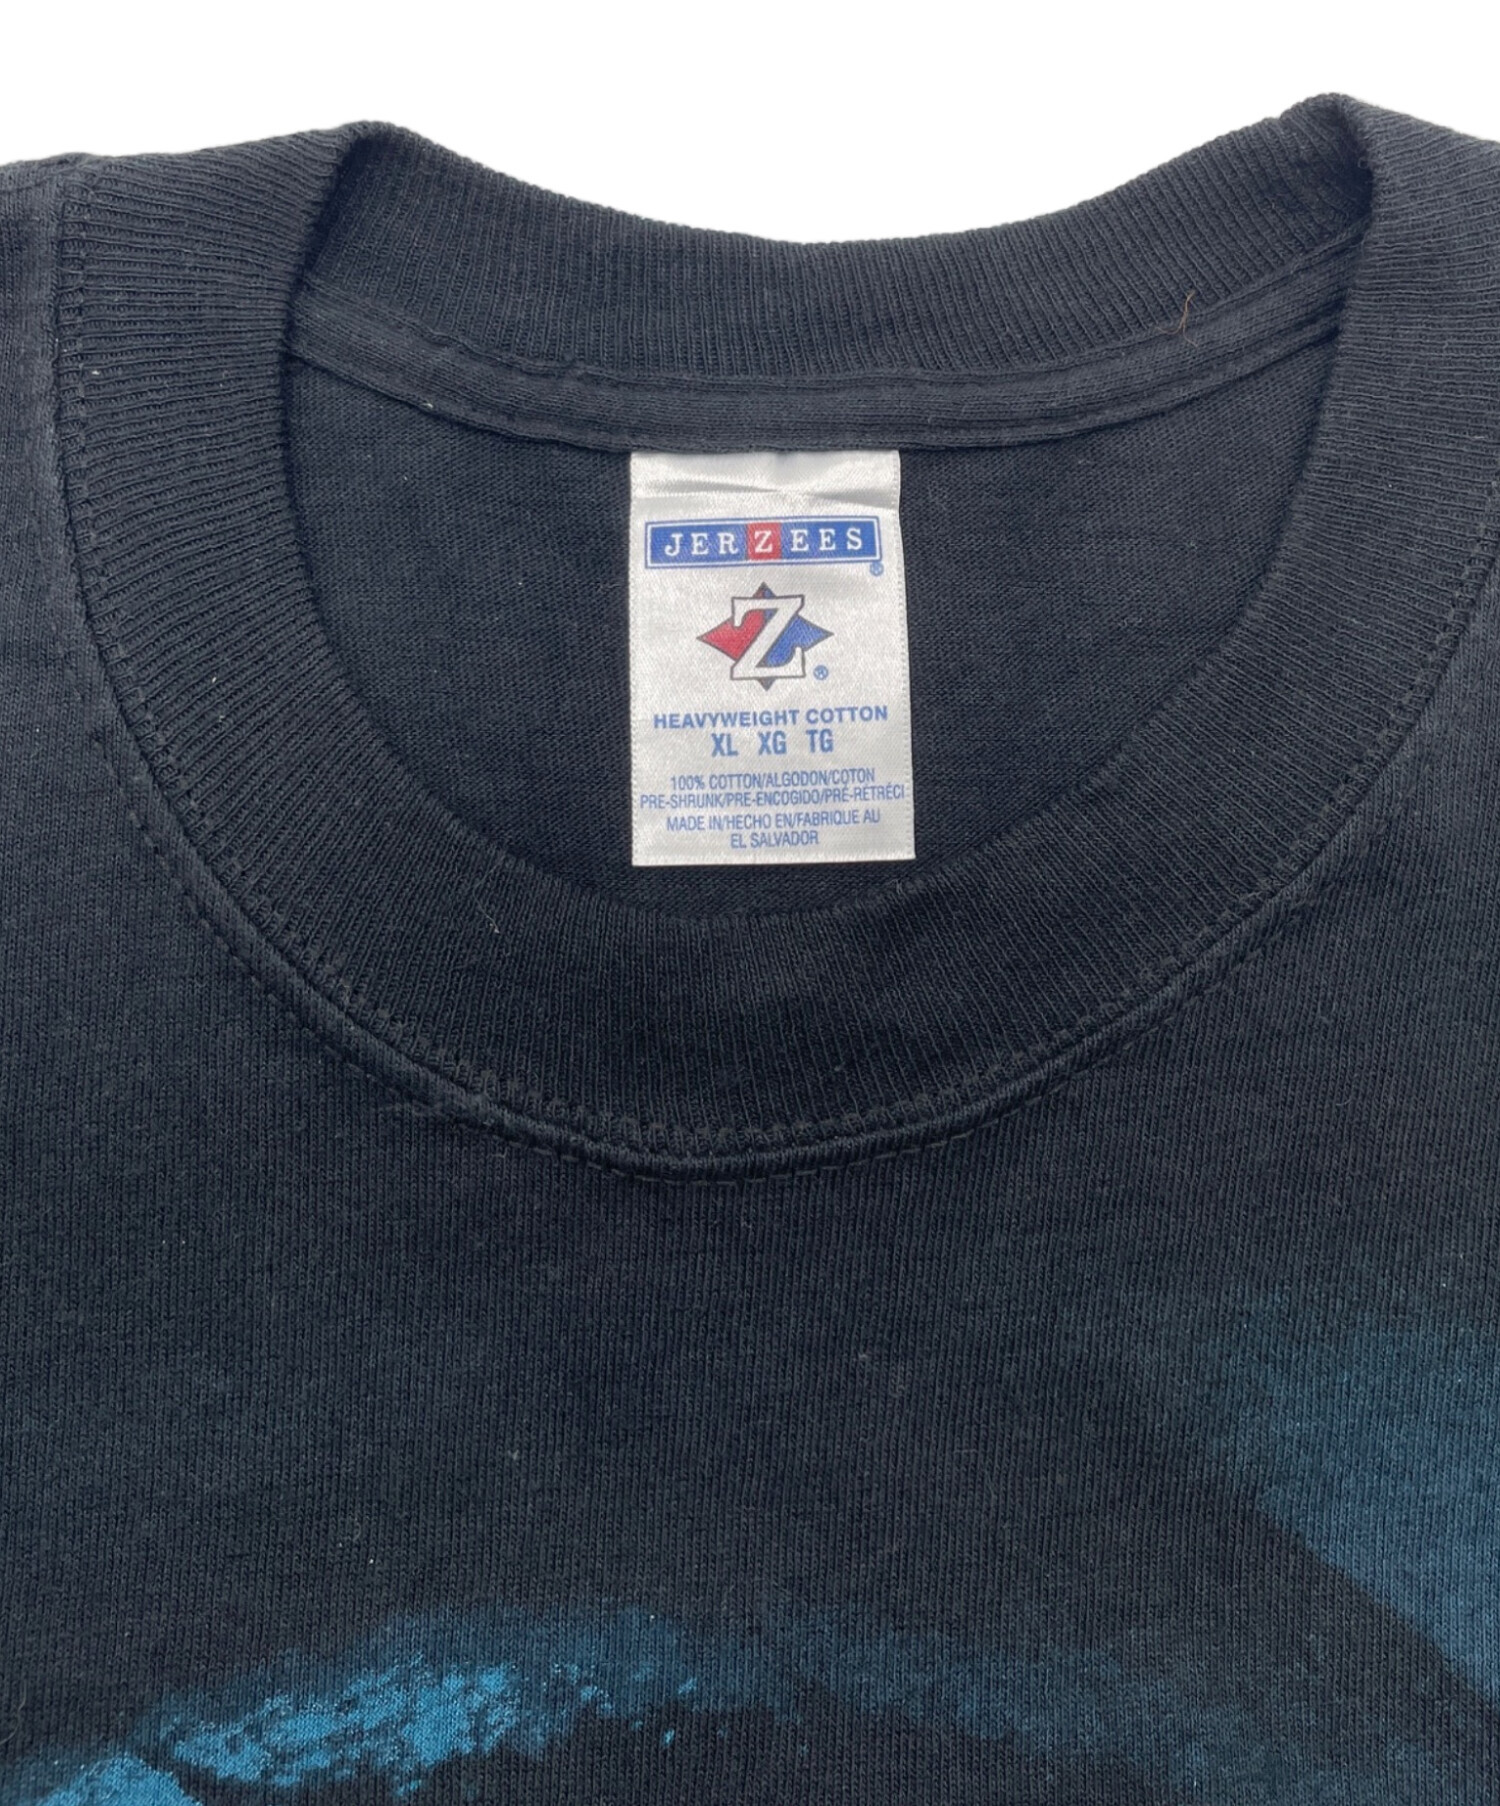 JERZEES
®
Z
®
HEAVYWEIGHT COTTON
XL XG TG
100% COTTON/ALGODON/COTON
PRE-SHRUNK/PRE-ENCOGIDO/PRÉ-RÉTRÉCI
MADE IN/HECHO EN/FABRIQUE AU
EL SALVADOR